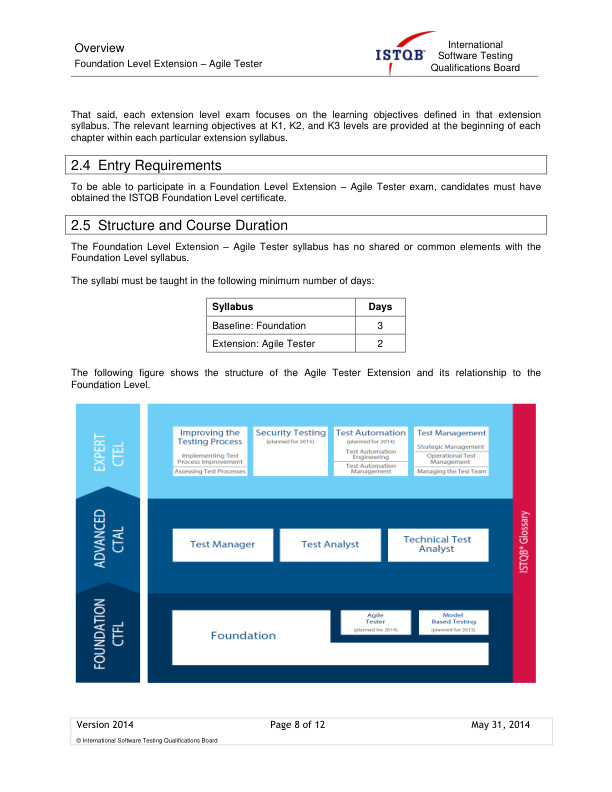 Overview
Foundation Level Extension – Agile Tester
ISTQB®
International
Software Testing
Qualifications Board
That said, each extension level exam focuses on the learning objectives defined in that extension
syllabus. The relevant learning objectives at K1, K2, and K3 levels are provided at the beginning of each
chapter within each particular extension syllabus.
2.4 Entry Requirements
To be able to participate in a Foundation Level Extension – Agile Tester exam, candidates must have
obtained the ISTQB Foundation Level certificate.
2.5 Structure and Course Duration
The Foundation Level Extension – Agile Tester syllabus has no shared or common elements with the
Foundation Level syllabus.
The syllabi must be taught in the following minimum number of days:
Syllabus Days
Baseline: Foundation 3
Extension: Agile Tester 2
The following figure shows the structure of the Agile Tester Extension and its relationship to the
Foundation Level.
EXPERT
CTEL
Improving the
Testing Process
Implementing Test
Process Improvement
Assessing Test Processes
Security Testing
(planned for 2015)
Test Automation
(planned for 2014)
Test Automation
Engineering
Test Automation
Management
Test Management
Strategic Management
Operational Test
Management
Managing the Test Team
ADVANCED
CTAL
Test Manager
Test Analyst
Technical Test
Analyst
FOUNDATION
CTFL
Foundation
Agile
Tester
(planned for 2014)
Model
Based Testing
(planned for 2015)
ISTQB® Glossary
Version 2014 Page 8 of 12 May 31, 2014
© International Software Testing Qualifications Board